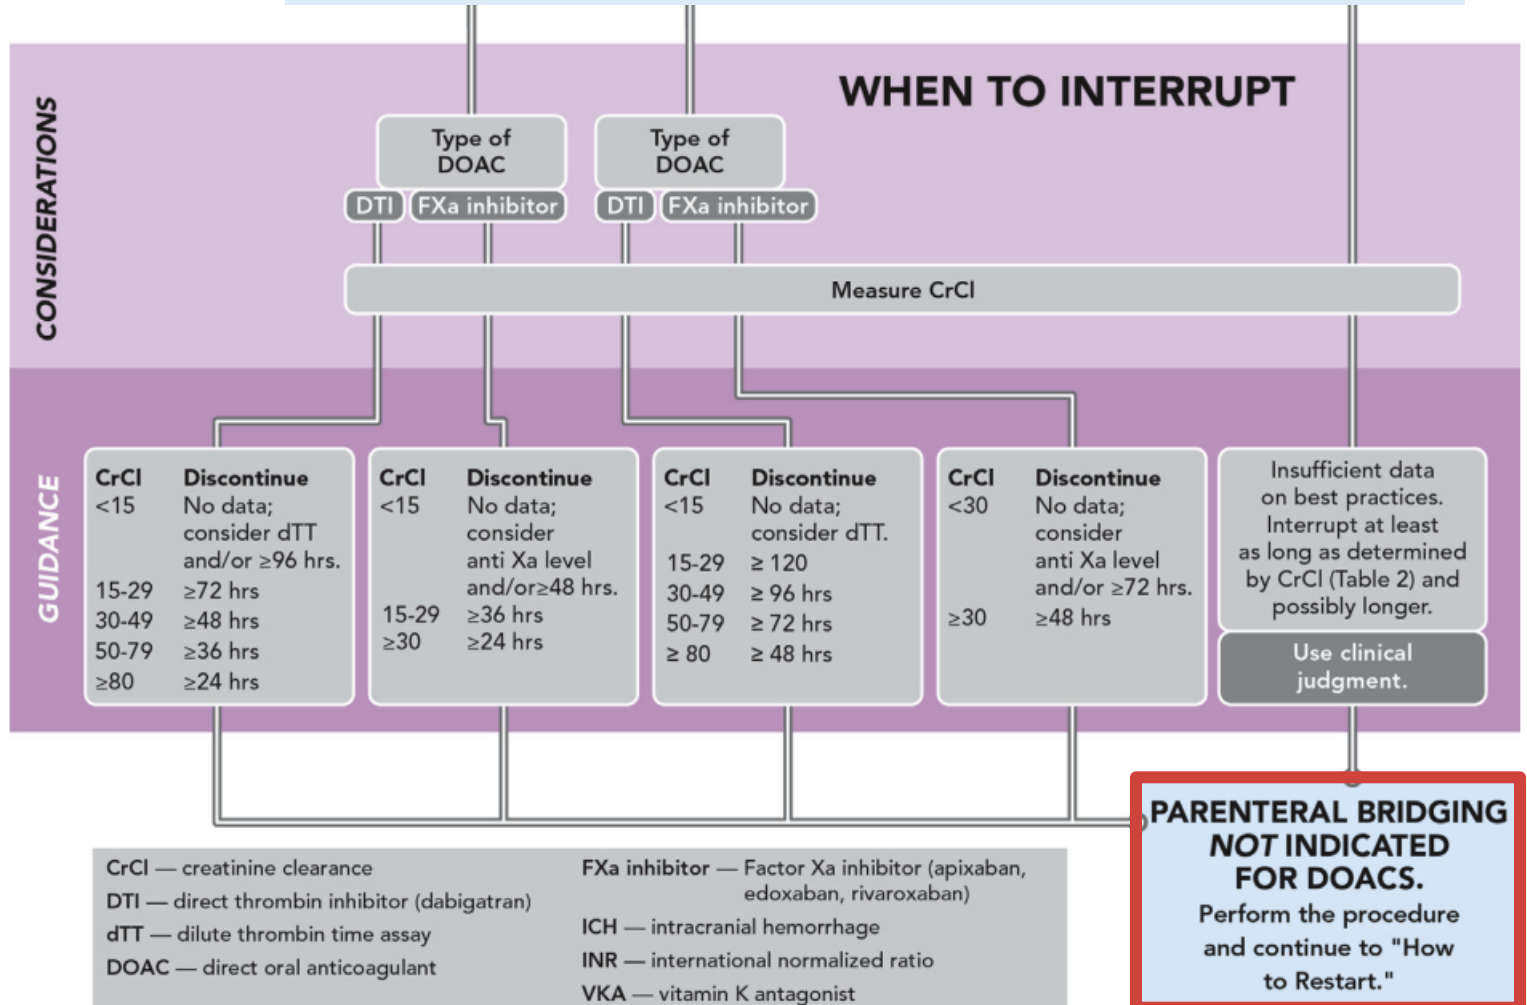 WHEN TO INTERRUPT
CONSIDERATIONS
Type of
DOAC
DTI
FXa inhibitor
Type of
DOAC
DTI
FXa inhibitor
Measure CrCl
GUIDANCE
CrCl Discontinue
<15 No data;
consider dTT
and/or ≥96 hrs.
15-29 ≥72 hrs
30-49 ≥48 hrs
50-79 ≥36 hrs
≥80 ≥24 hrs
CrCl Discontinue
<15 No data;
consider
anti Xa level
and/or≥48 hrs.
15-29 ≥36 hrs
≥30 ≥24 hrs
CrCl Discontinue
<15 No data;
consider dTT.
15-29 ≥ 120
30-49 ≥ 96 hrs
50-79 ≥ 72 hrs
≥ 80 ≥ 48 hrs
CrCl Discontinue
<30 No data;
consider
anti Xa level
and/or ≥72 hrs.
≥30 ≥48 hrs
Insufficient data
on best practices.
Interrupt at least
as long as determined
by CrCl (Table 2) and
possibly longer.
Use clinical
judgment.
PARENTERAL BRIDGING
NOT INDICATED
FOR DOACS.
Perform the procedure
and continue to "How
to Restart."
CrCl — creatinine clearance
DTI — direct thrombin inhibitor (dabigatran)
dTT — dilute thrombin time assay
DOAC — direct oral anticoagulant
FXa inhibitor — Factor Xa inhibitor (apixaban,
edoxaban, rivaroxaban)
ICH — intracranial hemorrhage
INR — international normalized ratio
VKA — vitamin K antagonist